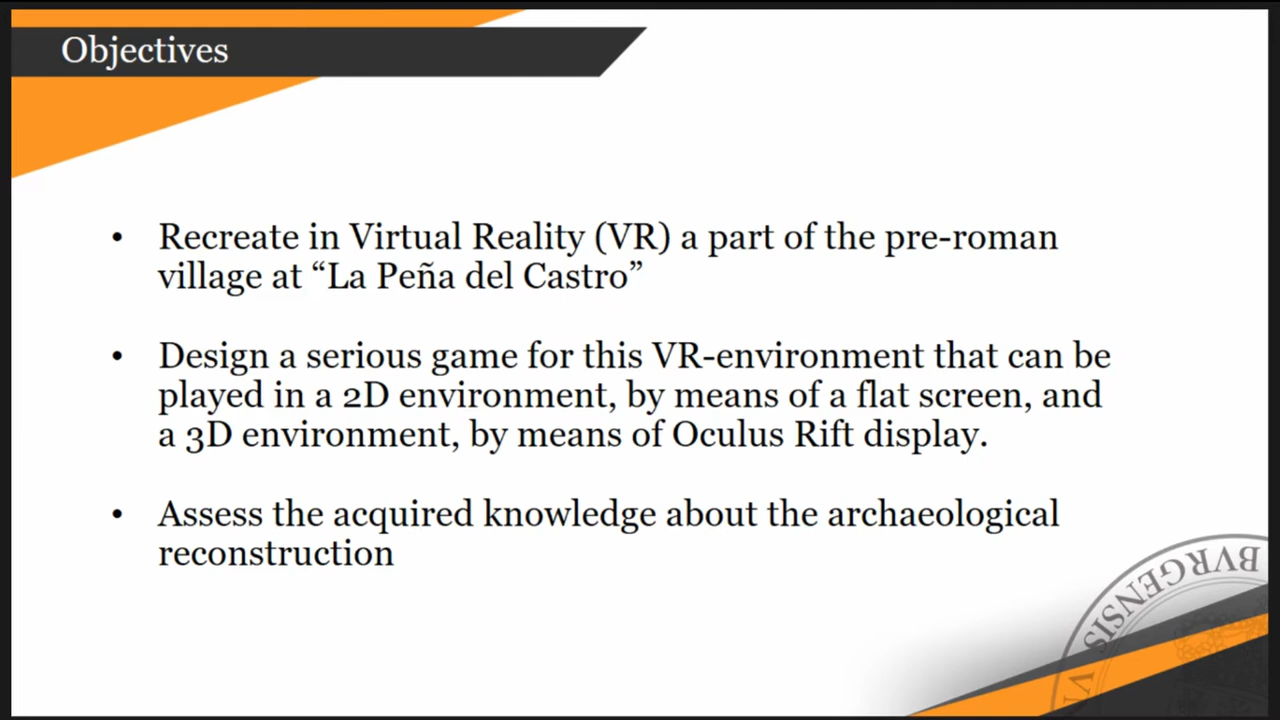 Objectives
• Recreate in Virtual Reality (VR) a part of the pre-roman
village at “La Peña del Castro”
• Design a serious game for this VR-environment that can be
played in a 2D environment, by means of a flat screen, and
a 3D environment, by means of Oculus Rift display.
• Assess the acquired knowledge about the archaeological
reconstruction
BVRGENSIS